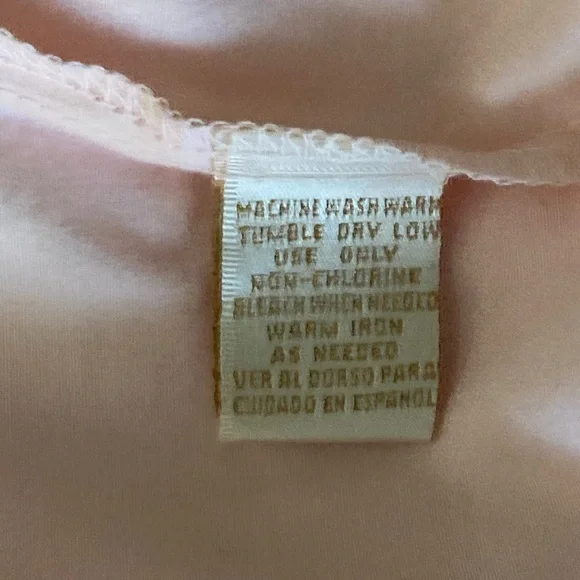 MACHINE WASH WARM
TUMBLE DRY LOW
USE ONLY
NON-CHLORINE
BLEACH WHEN NEEDED
WARM IRON
AS NEEDED
VER AL DORSO PARA
CUIDADO EN ESPANOL